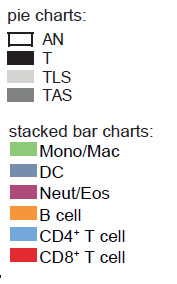 pie charts:
AN
T
TLS
TAS
stacked bar charts:
Mono/Mac
DC
Neut/Eos
B cell
CD4⁺ T cell
CD8⁺ T cell